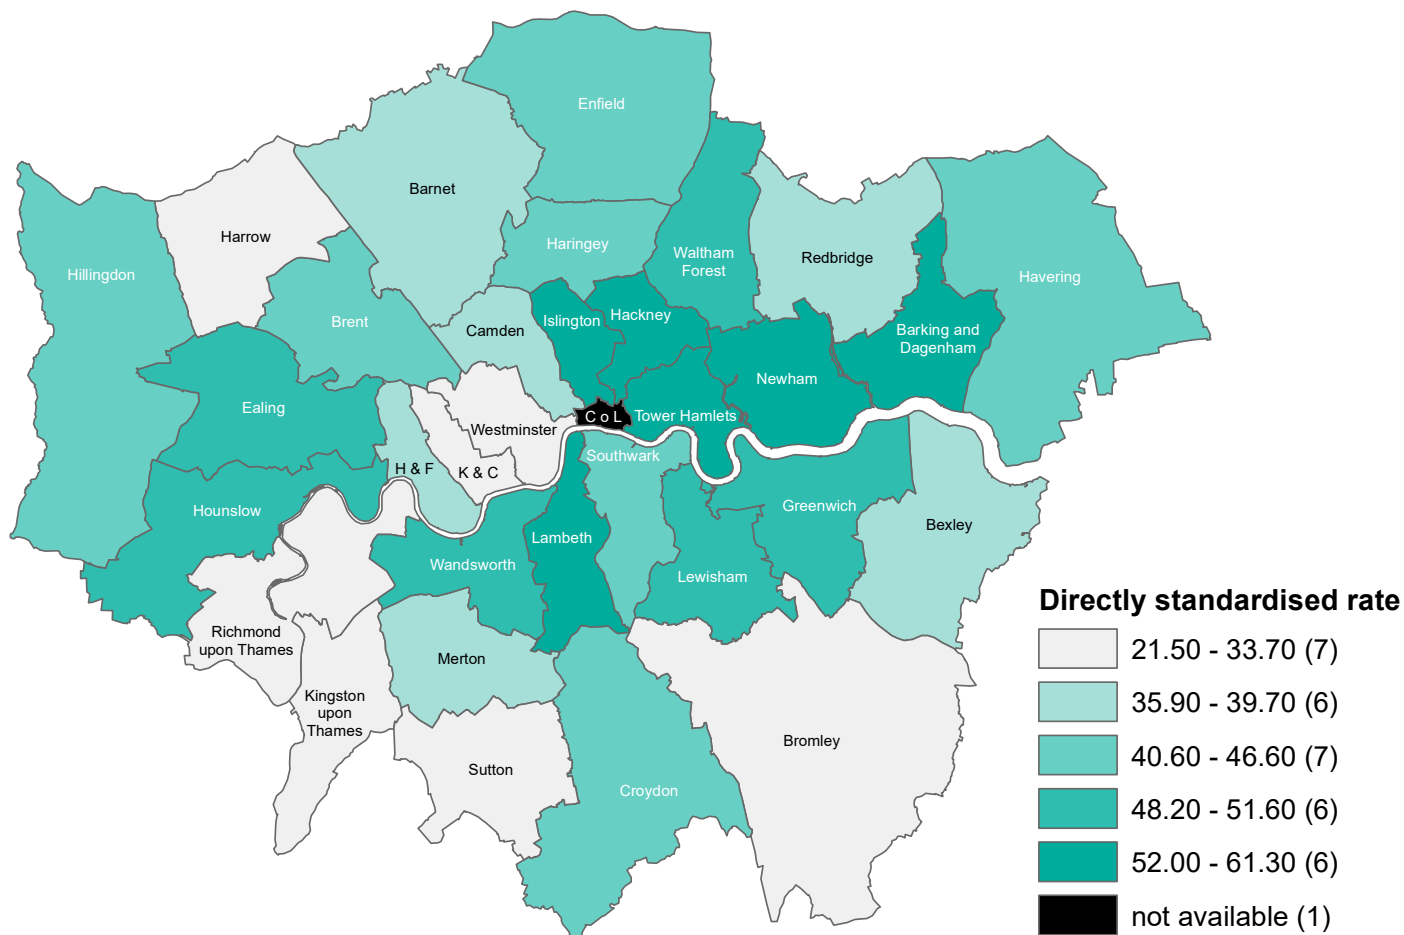 Enfield
Barnet
Harrow
Haringey
Waltham
Forest
Redbridge
Havering
Hillingdon
Brent
Camden
Islington
Hackney
Barking and
Dagenham
Newham
Ealing
Westminster
C o L
Tower Hamlets
H & F
K & C
Southwark
Hounslow
Greenwich
Bexley
Lambeth
Wandsworth
Lewisham
Richmond
upon Thames
Merton
Kingston
upon
Thames
Sutton
Croydon
Bromley
Directly standardised rate
21.50 - 33.70 (7)
35.90 - 39.70 (6)
40.60 - 46.60 (7)
48.20 - 51.60 (6)
52.00 - 61.30 (6)
not available (1)